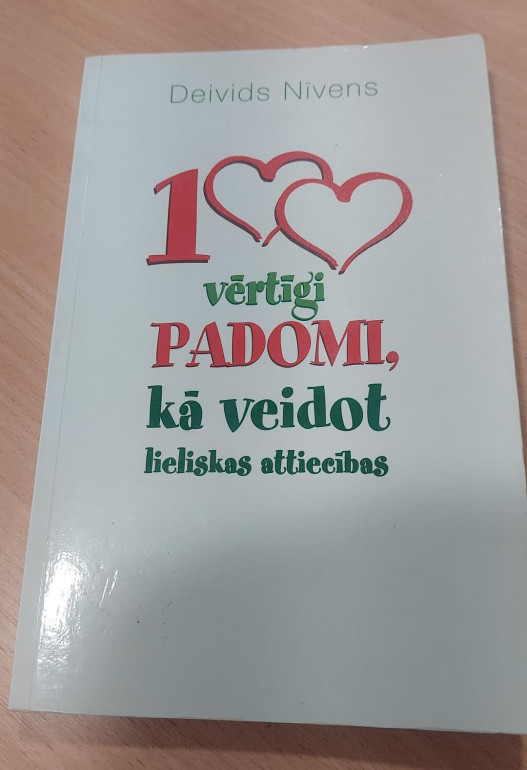 Deivids Nīvens
100
vērtīgi
PADOMI,
kā veidot
lieliskas attiecības